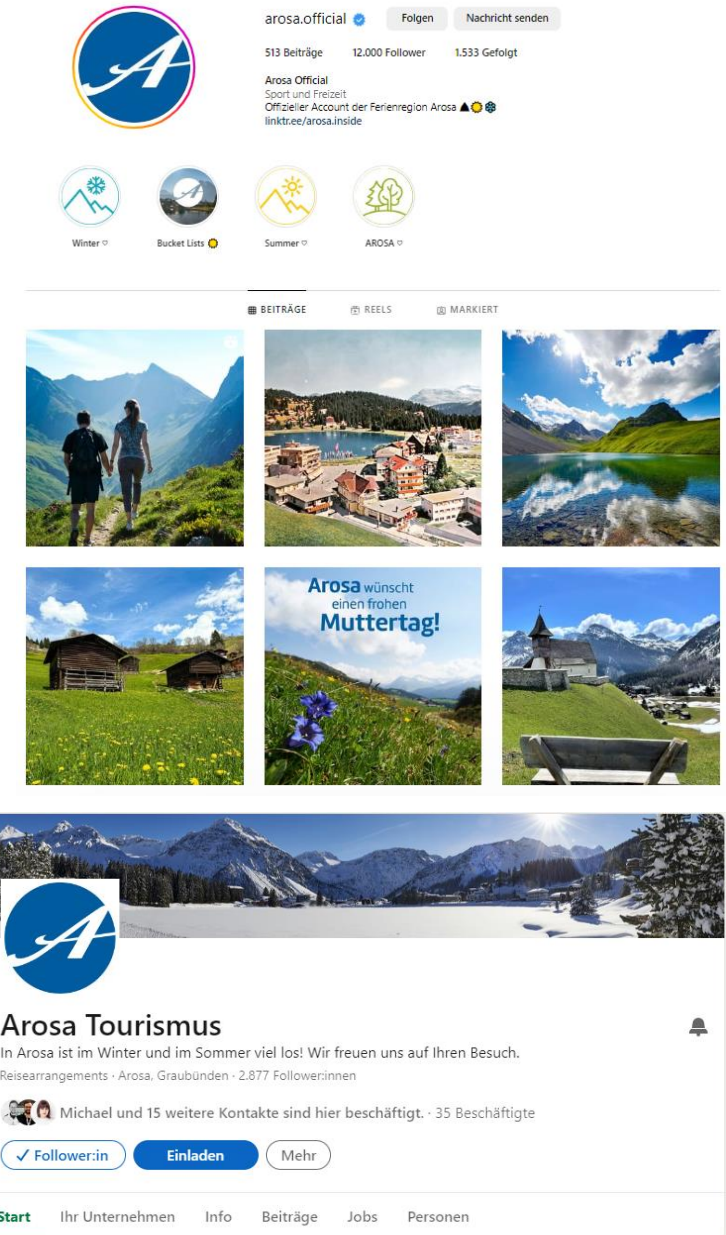 arosa.official Folgen Nachricht senden
513 Beiträge 12.000 Follower 1.533 Gefolgt
Arosa Official
Sport und Freizeit
Offizieller Account der Ferienregion Arosa
linktr.ee/arosa.inside
Winter Bucket Lists Summer AROSA
BEITRÄGE REELS MARKIERT
Arosa wünscht
einen frohen
Muttertag!
Arosa Tourismus
In Arosa ist im Winter und im Sommer viel los! Wir freuen uns auf Ihren Besuch.
Reisearrangements · Arosa, Graubünden · 2.877 Follower:innen
Michael und 15 weitere Kontakte sind hier beschäftigt. · 35 Beschäftigte
✓ Follower:in Einladen Mehr
Start Ihr Unternehmen Info Beiträge Jobs Personen